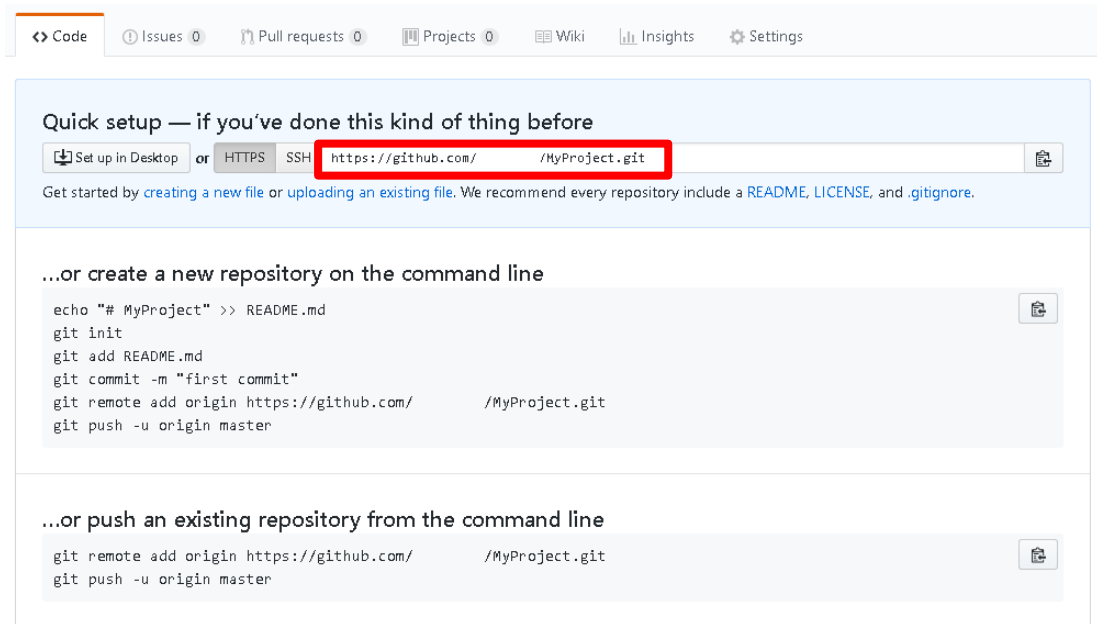 Code Issues 0 Pull requests 0 Projects 0 Wiki Insights Settings
Quick setup — if you've done this kind of thing before
Set up in Desktop or HTTPS SSH https://github.com/ /MyProject.git
Get started by creating a new file or uploading an existing file. We recommend every repository include a README, LICENSE, and .gitignore.
...or create a new repository on the command line
echo "# MyProject" >> README.md
git init
git add README.md
git commit -m "first commit"
git remote add origin https://github.com/ /MyProject.git
git push -u origin master
...or push an existing repository from the command line
git remote add origin https://github.com/ /MyProject.git
git push -u origin master